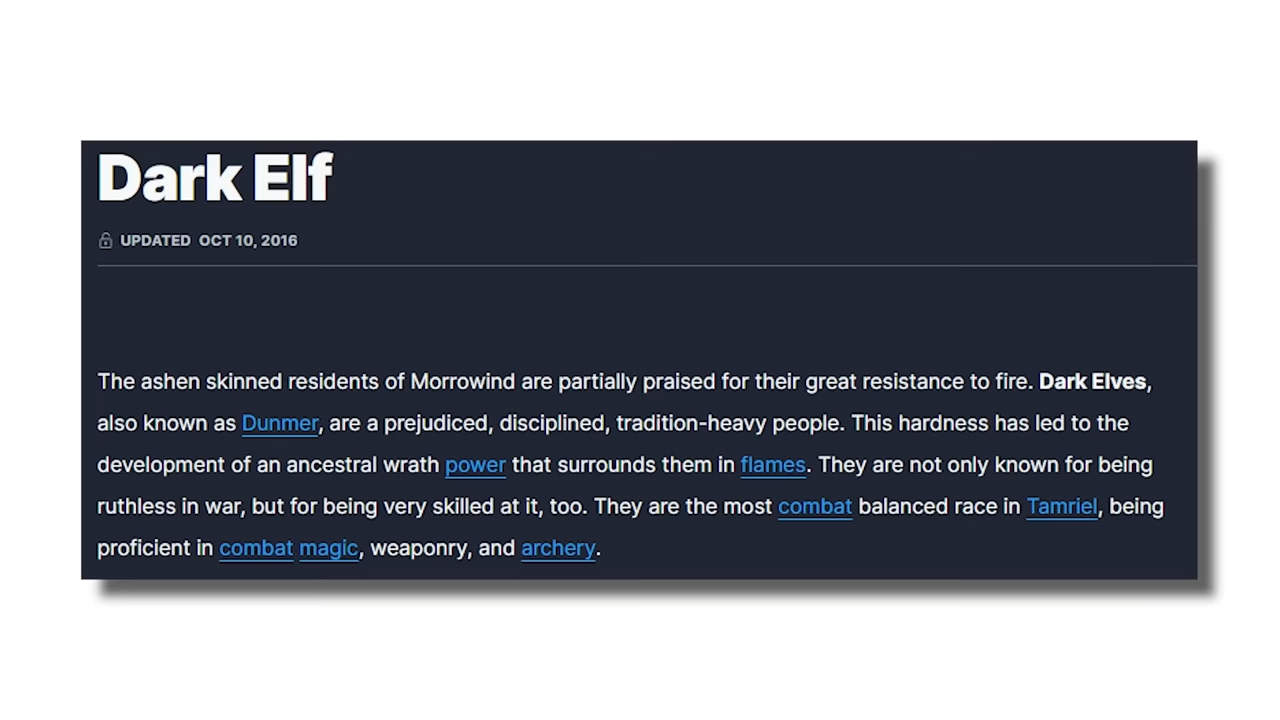 Dark Elf
UPDATED OCT 10, 2016
The ashen skinned residents of Morrowind are partially praised for their great resistance to fire. Dark Elves,
also known as Dunmer, are a prejudiced, disciplined, tradition-heavy people. This hardness has led to the
development of an ancestral wrath power that surrounds them in flames. They are not only known for being
ruthless in war, but for being very skilled at it, too. They are the most combat balanced race in Tamriel, being
proficient in combat magic, weaponry, and archery.